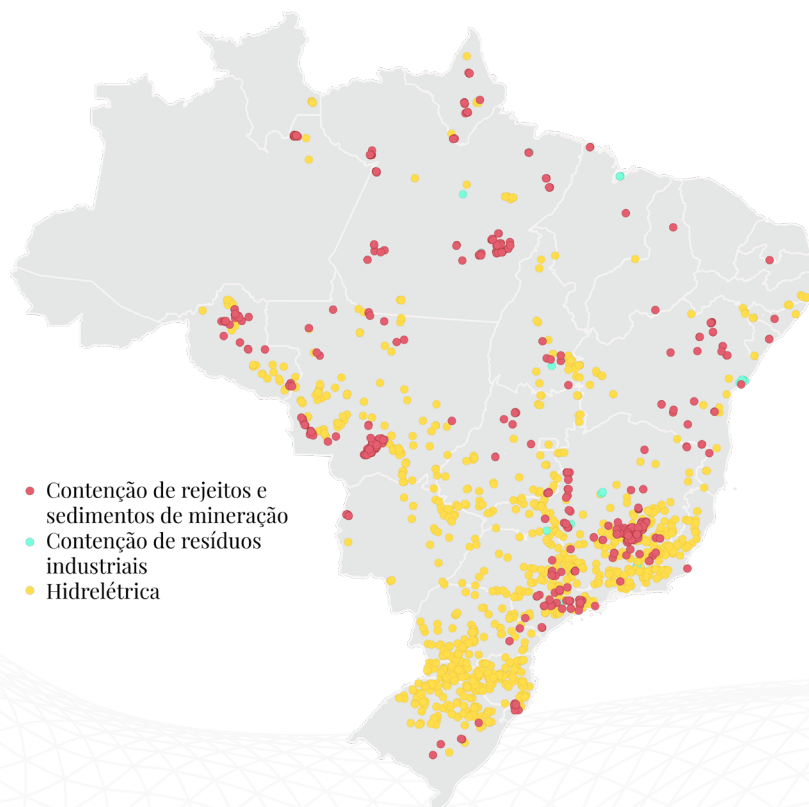 Contenção de rejeitos e
sedimentos de mineração
Contenção de resíduos
industriais
Hidrelétrica